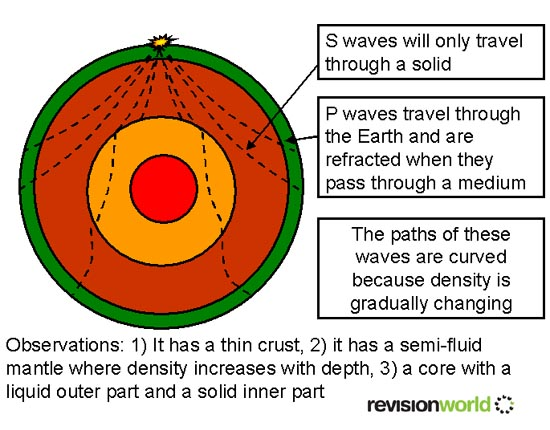 S waves will only travel
through a solid
P waves travel through
the Earth and are
refracted when they
pass through a medium
The paths of these
waves are curved
because density is
gradually changing
Observations: 1) It has a thin crust, 2) it has a semi-fluid
mantle where density increases with depth, 3) a core with a
liquid outer part and a solid inner part
revisionworld